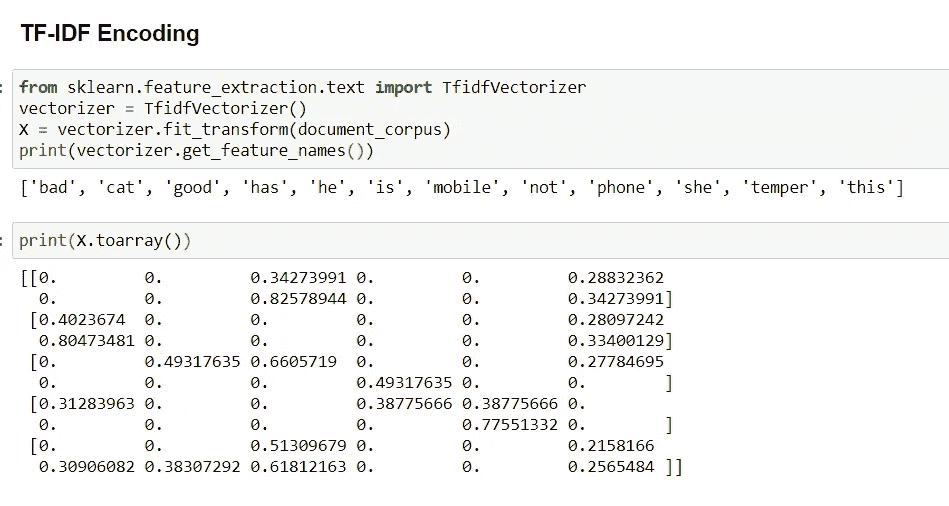 TF-IDF Encoding
: from sklearn.feature_extraction.text import TfidfVectorizer
vectorizer = TfidfVectorizer()
X = vectorizer.fit_transform(document_corpus)
print(vectorizer.get_feature_names())
['bad', 'cat', 'good', 'has', 'he', 'is', 'mobile', 'not', 'phone', 'she', 'temper', 'this']
: print(X.toarray())
[[0.         0.         0.34273991 0.         0.         0.28832362
  0.         0.         0.82578944 0.         0.         0.34273991]
 [0.4023674  0.         0.         0.         0.         0.28097242
  0.80473481 0.         0.         0.         0.         0.33400129]
 [0.         0.49317635 0.6605719  0.         0.         0.27784695
  0.         0.         0.         0.49317635 0.         0.        ]
 [0.31283963 0.         0.         0.38775666 0.38775666 0.
  0.         0.         0.         0.         0.77551332 0.        ]
 [0.         0.         0.51309679 0.         0.         0.2158166
  0.30906082 0.38307292 0.61812163 0.         0.         0.2565484 ]]